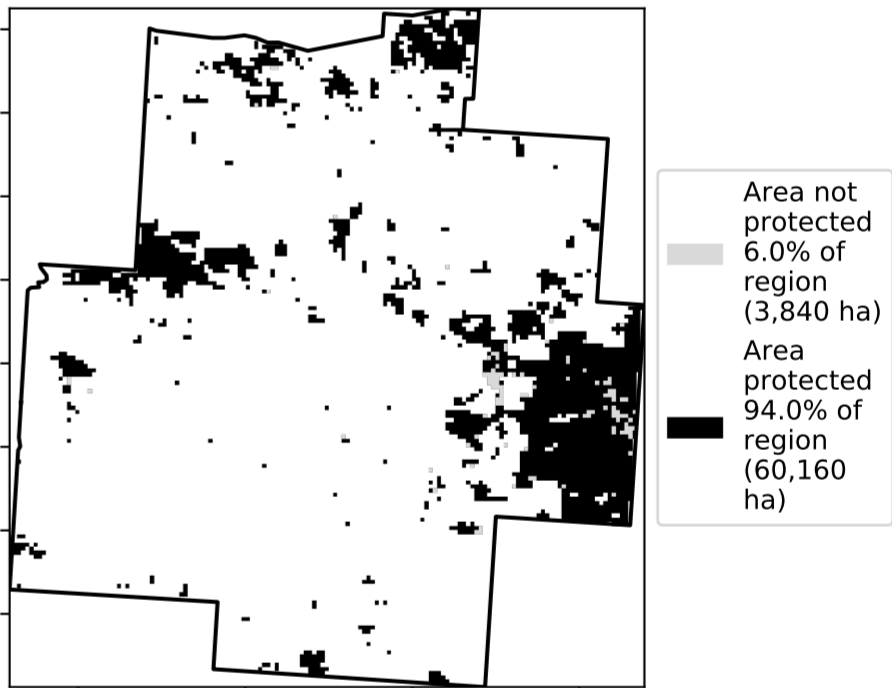 Area not
protected
6.0% of
region
(3,840 ha)
Area
protected
94.0% of
region
(60,160
ha)